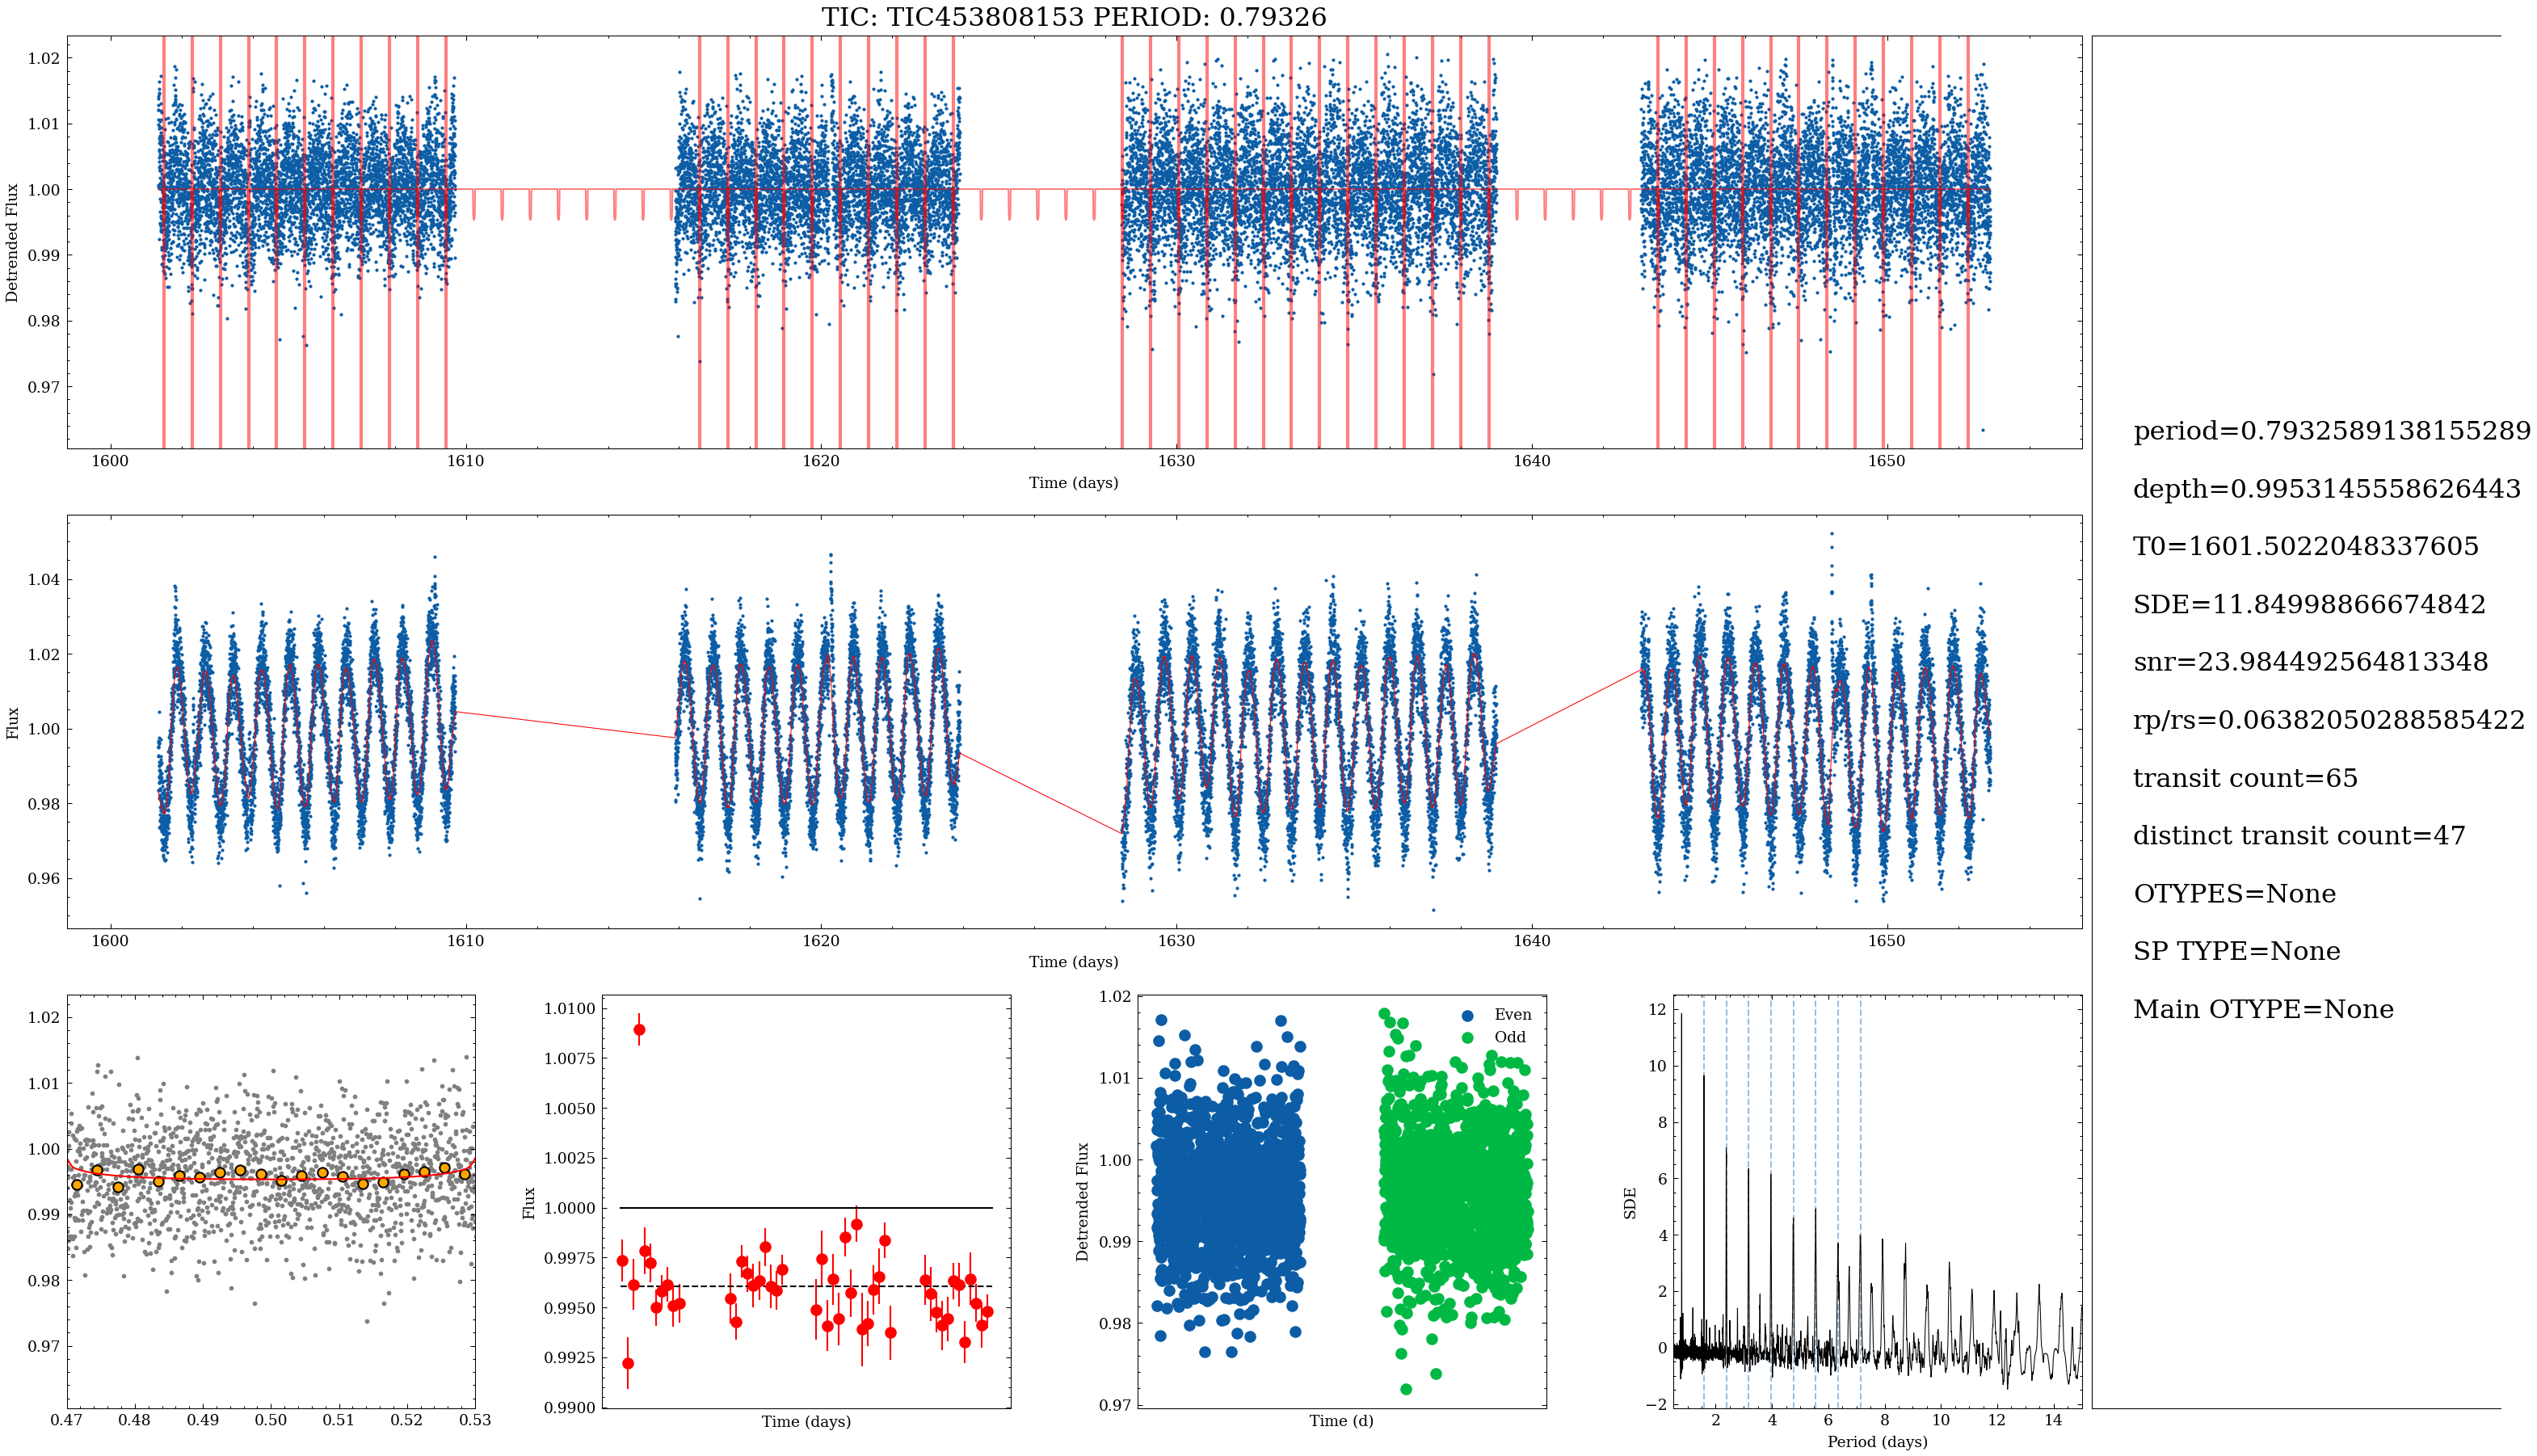 TIC: TIC453808153 PERIOD: 0.79326
1.02
1.01
1.00
0.99
0.98
0.97
Detrended Flux
1600
1610
1620
1630
1640
1650
Time (days)
1.04
1.02
1.00
0.98
0.96
Flux
1600
1610
1620
1630
1640
1650
Time (days)
period=0.7932589138155289
depth=0.9953145558626443
T0=1601.5022048337605
SDE=11.84998866674842
snr=23.984492564813348
rp/rs=0.06382050288585422
transit count=65
distinct transit count=47
OTYPES=None
SP TYPE=None
Main OTYPE=None
1.02
1.01
1.00
0.99
0.98
0.97
0.47
0.48
0.49
0.50
0.51
0.52
0.53
1.0100
1.0075
1.0050
1.0025
1.0000
0.9975
0.9950
0.9925
0.9900
Flux
Time (days)
1.02
1.01
1.00
0.99
0.98
0.97
Detrended Flux
Even
Odd
Time (d)
12
10
8
6
4
2
0
−2
SDE
2
4
6
8
10
12
14
Period (days)